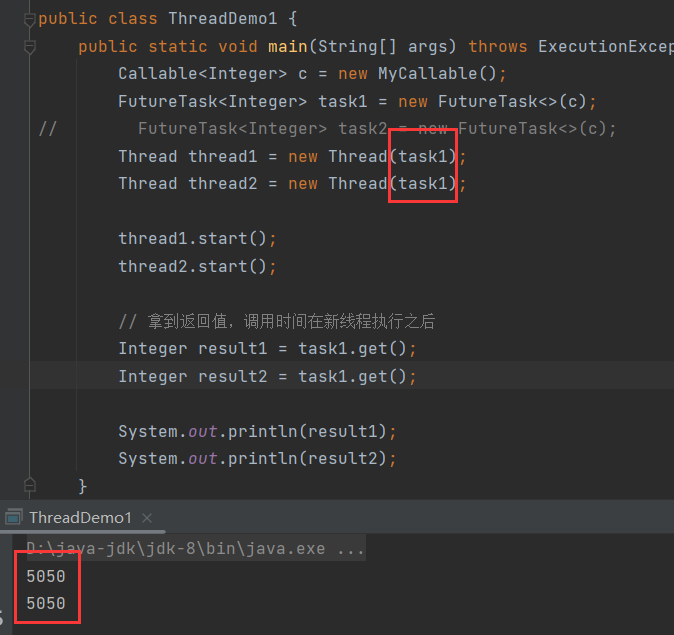 public class ThreadDemo1 {
public static void main(String[] args) throws ExecutionExcep
Callable<Integer> c = new MyCallable();
FutureTask<Integer> task1 = new FutureTask<>(c);
// FutureTask<Integer> task2 = new FutureTask<>(c);
Thread thread1 = new Thread(task1);
Thread thread2 = new Thread(task1);
thread1.start();
thread2.start();
// 拿到返回值，调用时间在新线程执行之后
Integer result1 = task1.get();
Integer result2 = task1.get();
System.out.println(result1);
System.out.println(result2);
}
ThreadDemo1 ×
D:\java-jdk\jdk-8\bin\java.exe ...
5050
5050